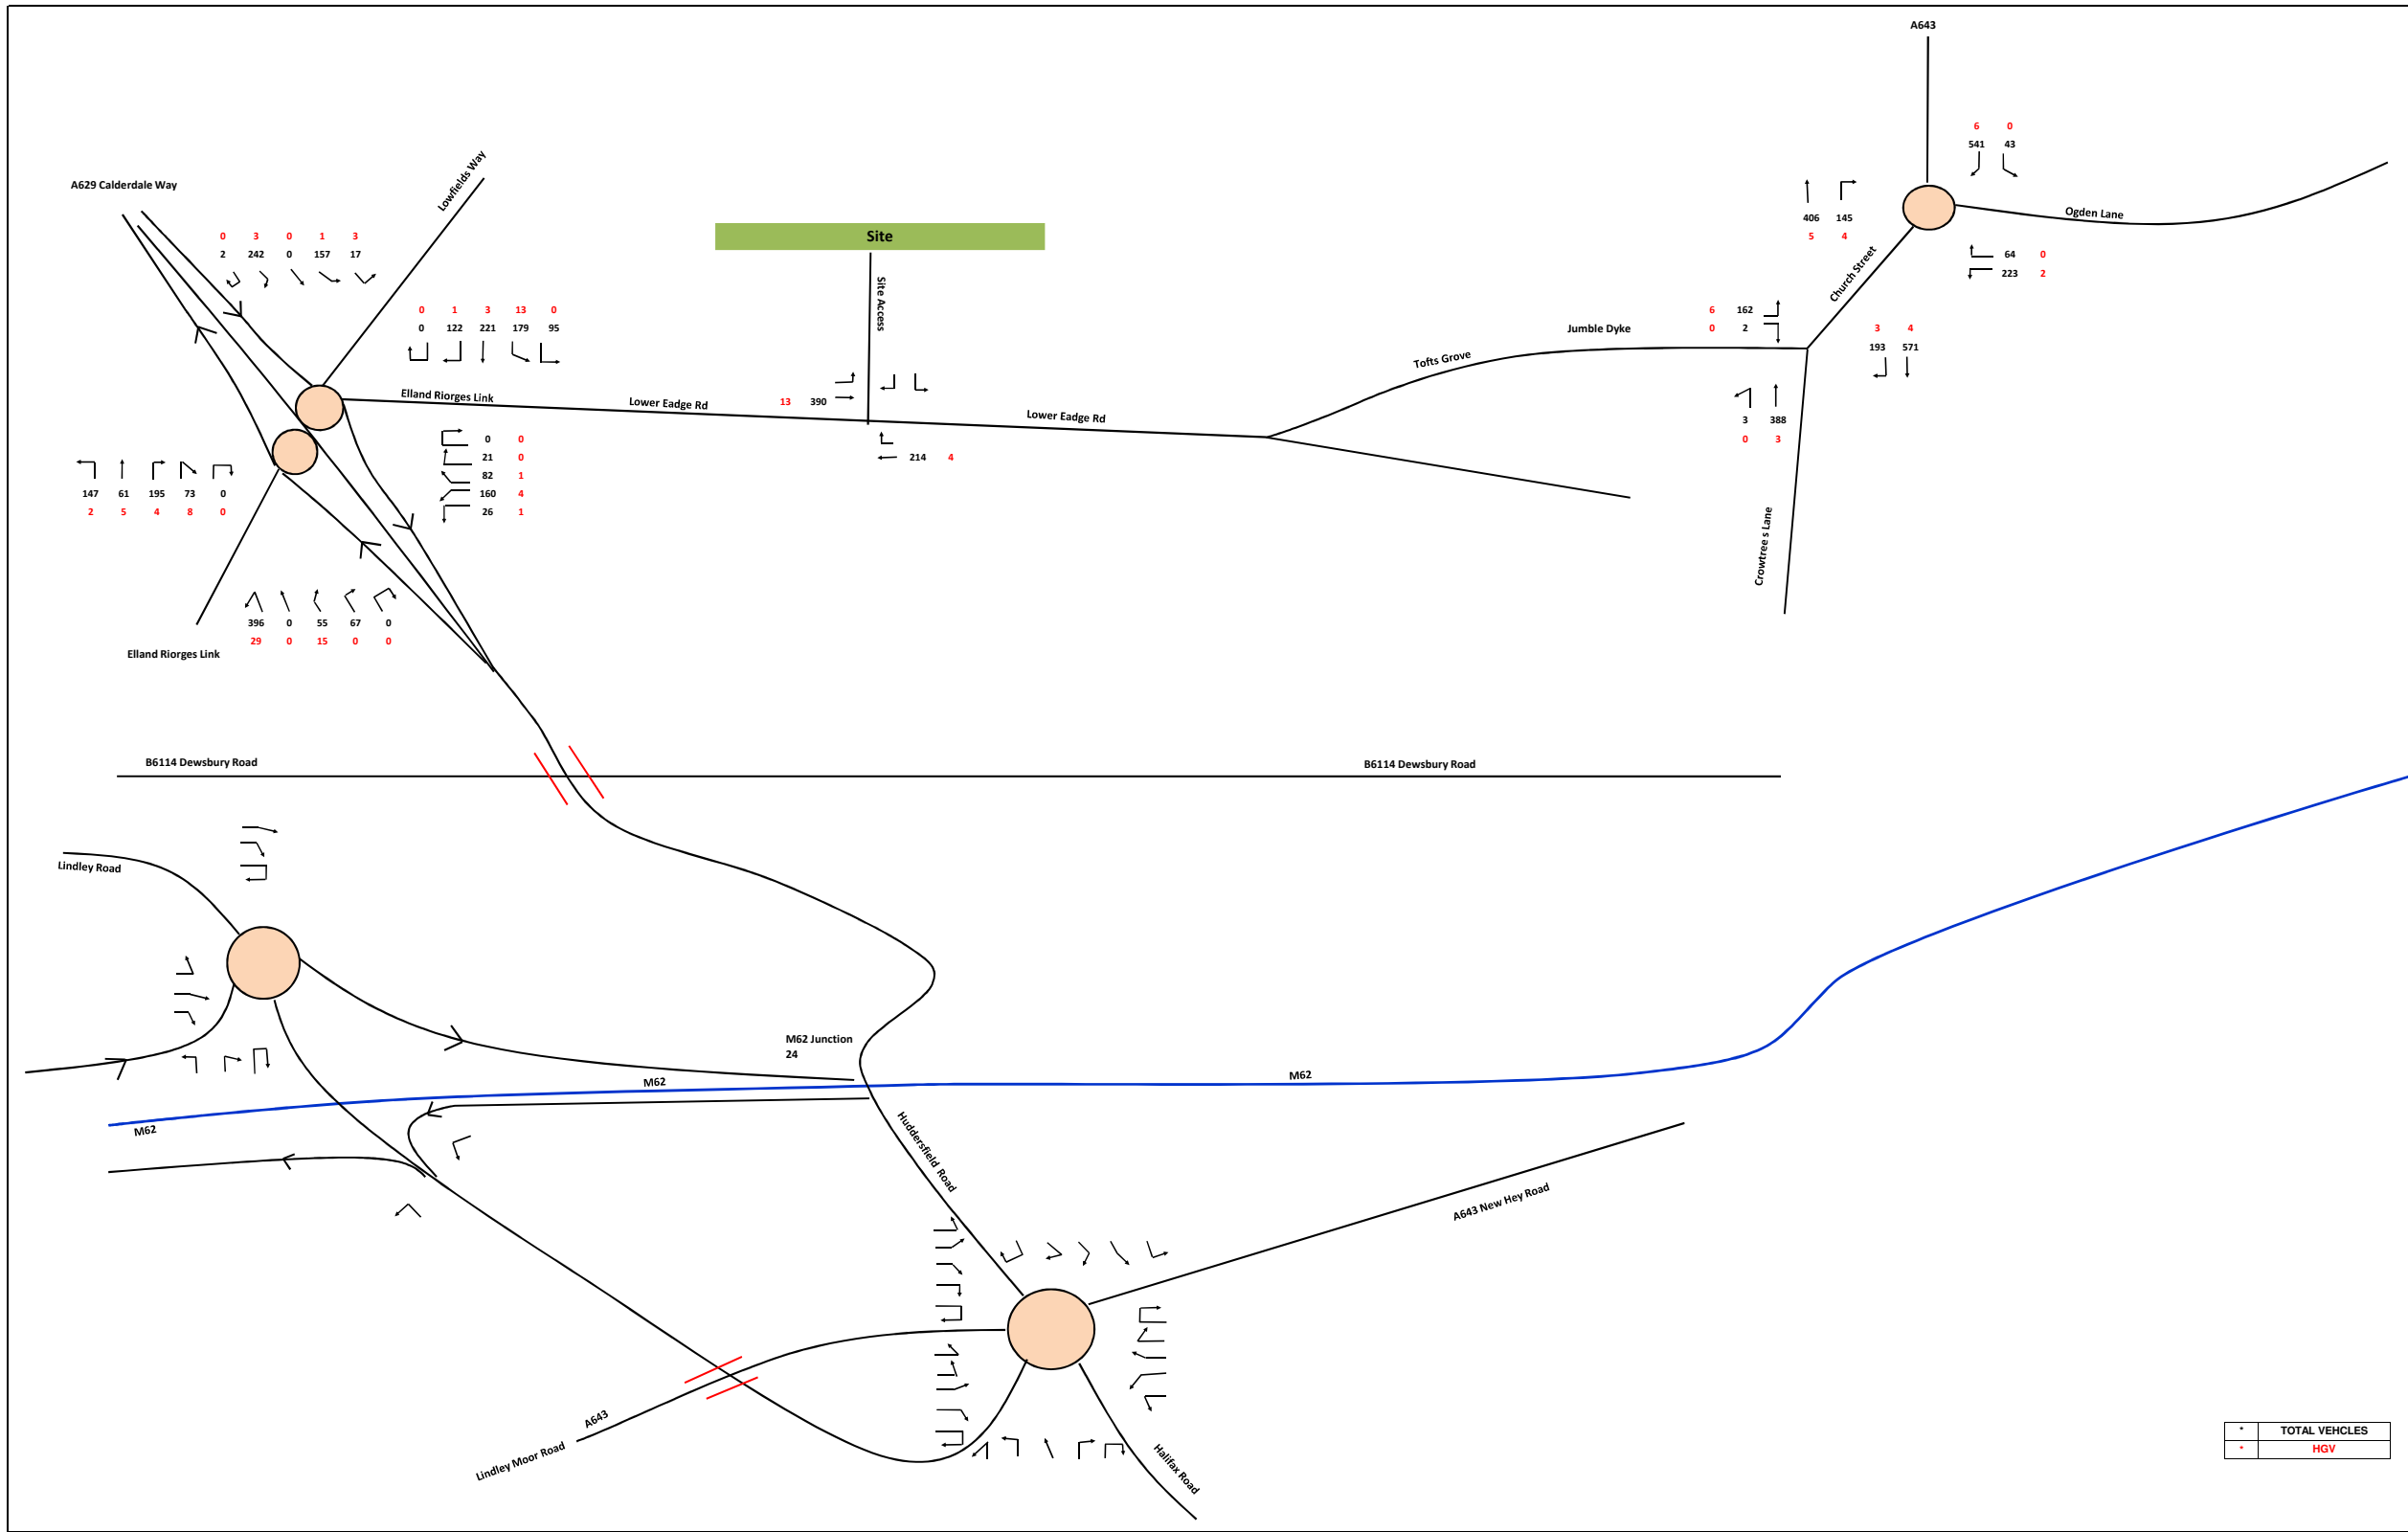 A643
6 0
541 43
A629 Calderdale Way
Lowfields Way
406 145
5 4
Ogden Lane
0 3 0 1 3
2 242 0 157 17
Site
64 0
223 2
Church Street
Site Access
0 1 3 13 0
0 122 221 179 95
6 162
0 2
Jumble Dyke
3 4
193 571
Tofts Grove
Elland Riorges Link
Lower Eadge Rd
13 390
Lower Eadge Rd
3 388
0 3
0 0
21 0
82 1
160 4
26 1
214 4
147 61 195 73 0
2 5 4 8 0
Crowtree s Lane
396 0 55 67 0
29 0 15 0 0
Elland Riorges Link
B6114 Dewsbury Road
B6114 Dewsbury Road
Lindley Road
M62 Junction
24
M62
M62
M62
Huddersfield Road
A643 New Hey Road
A643
Lindley Moor Road
Halifax Road
* TOTAL VEHCLES
* HGV